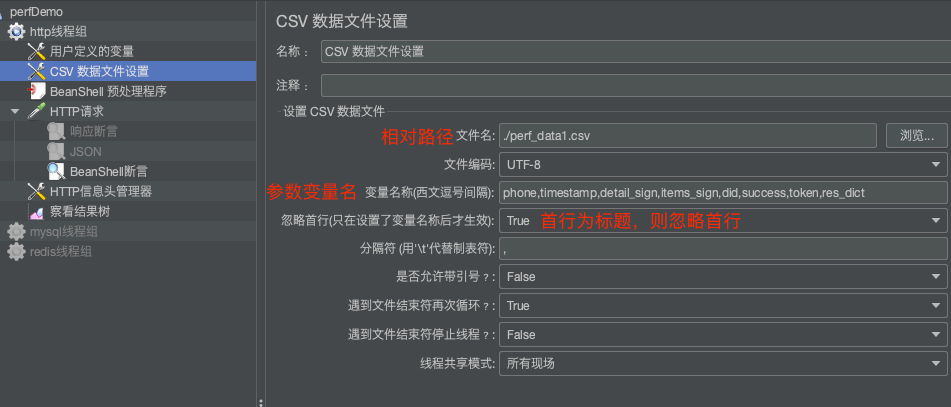 perfDemo
http线程组
用户定义的变量
CSV 数据文件设置
BeanShell 预处理程序
HTTP请求
响应断言
JSON
BeanShell断言
HTTP信息头管理器
察看结果树
mysql线程组
redis线程组
CSV 数据文件设置
名称： CSV 数据文件设置
注释：
设置 CSV 数据文件
相对路径 文件名: ./perf_data1.csv 浏览...
文件编码: UTF-8
参数变量名 变量名称(西文逗号间隔): phone,timestamp,detail_sign,items_sign,did,success,token,res_dict
忽略首行(只在设置了变量名称后才生效): True 首行为标题，则忽略首行
分隔符 (用'\t'代替制表符): ,
是否允许带引号？: False
遇到文件结束符再次循环？: True
遇到文件结束符停止线程？: False
线程共享模式: 所有现场